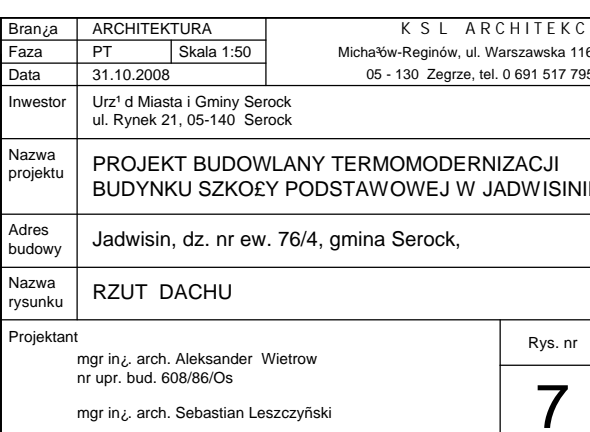 Bran¿a ARCHITEKTURA KSL ARCHITEKC
Faza PT Skala 1:50 Micha³ów-Reginów, ul. Warszawska 116
Data 31.10.2008 05 - 130 Zegrze, tel. 0 691 517 795
Inwestor Urz¹ d Miasta i Gminy Serock
ul. Rynek 21, 05-140 Serock
Nazwa projektu PROJEKT BUDOWLANY TERMOMODERNIZACJI
BUDYNKU SZKO£Y PODSTAWOWEJ W JADWISINI
Adres budowy Jadwisin, dz. nr ew. 76/4, gmina Serock,
Nazwa rysunku RZUT DACHU
Projektant Rys. nr
mgr in¿. arch. Aleksander Wietrow
nr upr. bud. 608/86/Os
mgr in¿. arch. Sebastian Leszczyñski
7